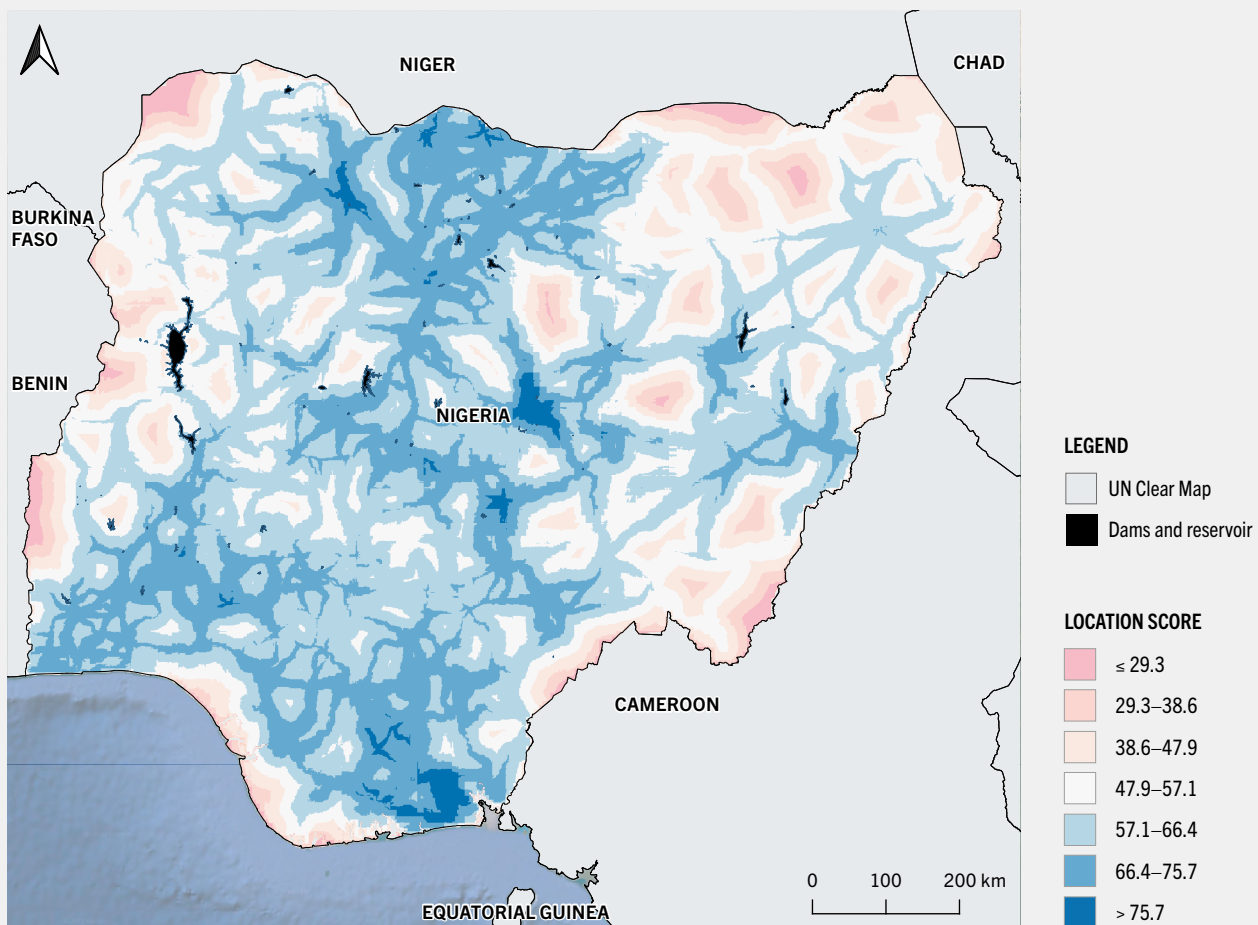 NIGER
CHAD
BURKINA
FASO
BENIN
NIGERIA
CAMEROON
EQUATORIAL GUINEA
0 100 200 km
LEGEND
UN Clear Map
Dams and reservoir
LOCATION SCORE
≤ 29.3
29.3–38.6
38.6–47.9
47.9–57.1
57.1–66.4
66.4–75.7
> 75.7